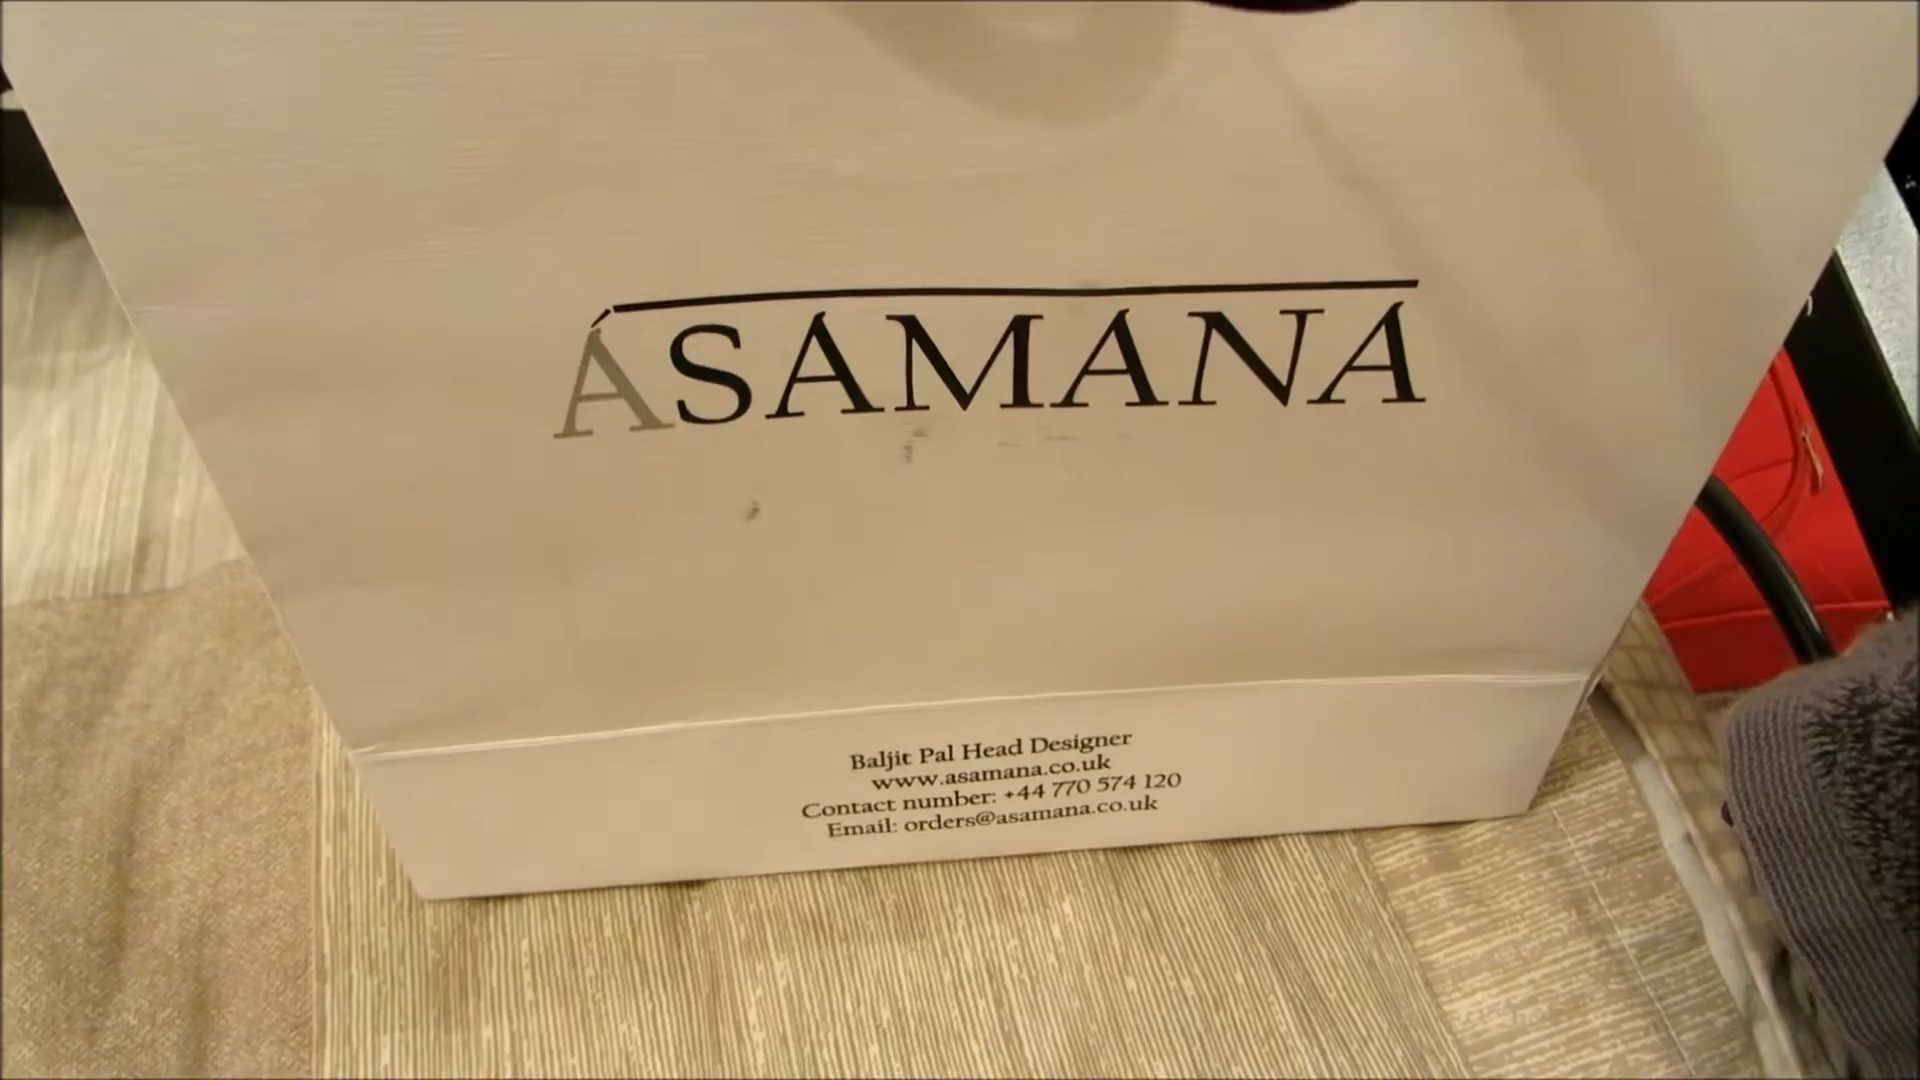 ÁSAMANA
Baljit Pal Head Designer
www.asamana.co.uk
Contact number: +44 770 574 120
Email: orders@asamana.co.uk